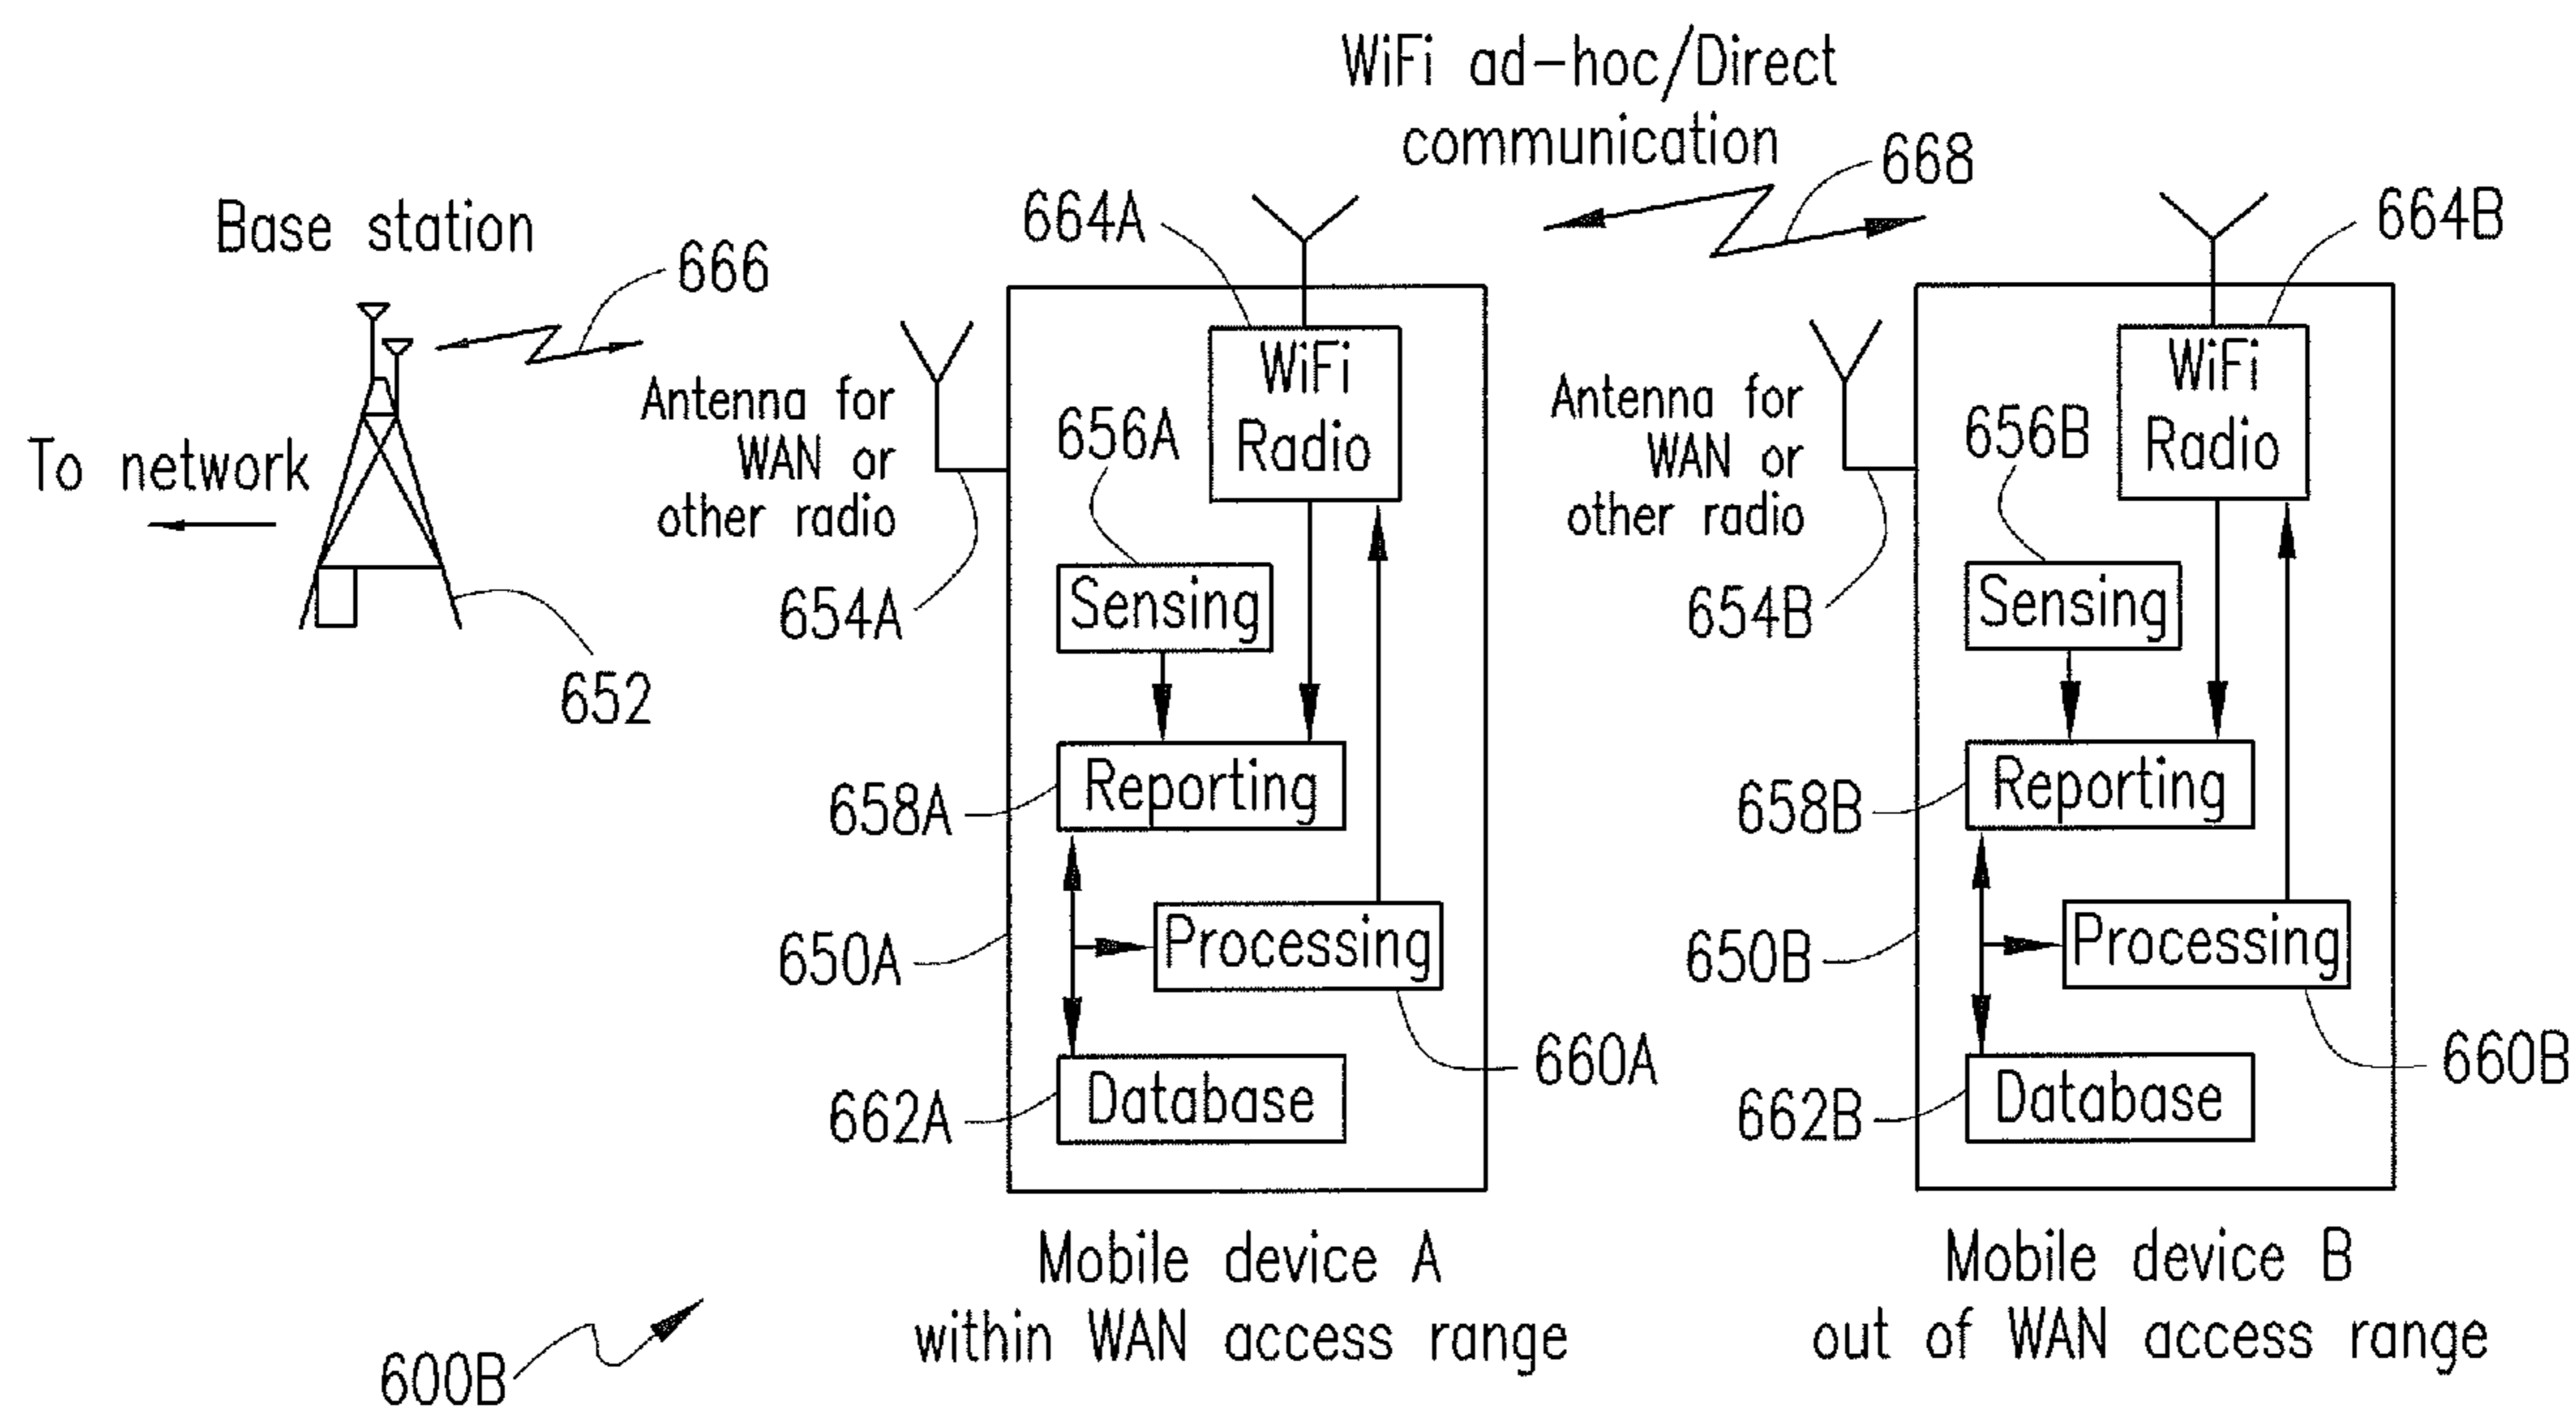 WiFi ad-hoc/Direct
communication
668
664A
664B
Base station
666
WiFi
Radio
WiFi
Radio
Antenna for
WAN or
other radio
656A
Antenna for
WAN or
other radio
656B
To network
654A
Sensing
654B
Sensing
652
658A
Reporting
658B
Reporting
650A
Processing
650B
Processing
660A
660B
662A
Database
662B
Database
Mobile device A
within WAN access range
Mobile device B
out of WAN access range
600B